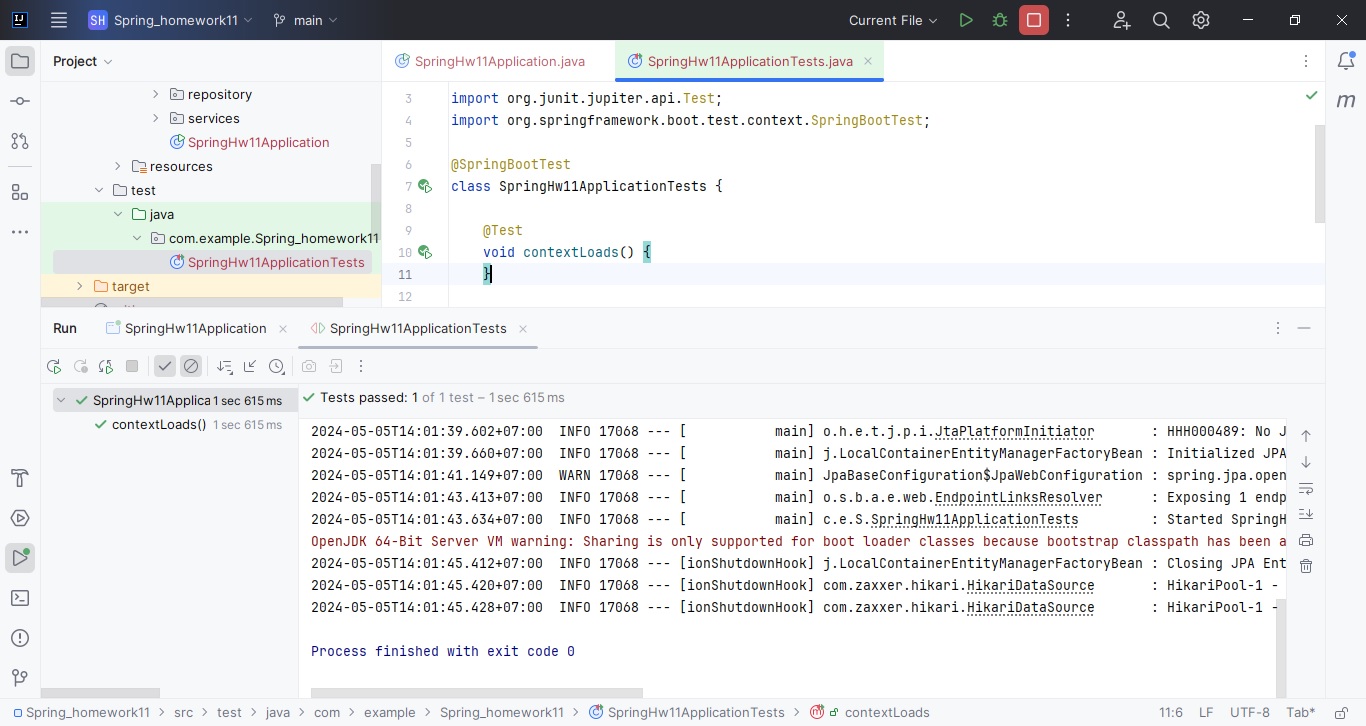 SH Spring_homework11 main Current File
Project
SpringHw11Application.java SpringHw11ApplicationTests.java
repository
services
SpringHw11Application
resources
test
java
com.example.Spring_homework11
SpringHw11ApplicationTests
target
3 import org.junit.jupiter.api.Test;
4 import org.springframework.boot.test.context.SpringBootTest;
5
6 @SpringBootTest
7 class SpringHw11ApplicationTests {
8
9 @Test
10 void contextLoads() {
11 }
12
m
Run SpringHw11Application SpringHw11ApplicationTests
SpringHw11Applica 1 sec 615 ms
contextLoads() 1 sec 615 ms
Tests passed: 1 of 1 test – 1 sec 615 ms
2024-05-05T14:01:39.602+07:00 INFO 17068 --- [ main] o.h.e.t.j.p.i.JtaPlatformInitiator : HHH000489: No J
2024-05-05T14:01:39.660+07:00 INFO 17068 --- [ main] j.LocalContainerEntityManagerFactoryBean : Initialized JPA
2024-05-05T14:01:41.149+07:00 WARN 17068 --- [ main] JpaBaseConfiguration$JpaWebConfiguration : spring.jpa.open
2024-05-05T14:01:43.413+07:00 INFO 17068 --- [ main] o.s.b.a.e.web.EndpointLinksResolver : Exposing 1 endp
2024-05-05T14:01:43.634+07:00 INFO 17068 --- [ main] c.e.S.SpringHw11ApplicationTests : Started SpringH
OpenJDK 64-Bit Server VM warning: Sharing is only supported for boot loader classes because bootstrap classpath has been a
2024-05-05T14:01:45.412+07:00 INFO 17068 --- [ionShutdownHook] j.LocalContainerEntityManagerFactoryBean : Closing JPA Ent
2024-05-05T14:01:45.420+07:00 INFO 17068 --- [ionShutdownHook] com.zaxxer.hikari.HikariDataSource : HikariPool-1 -
2024-05-05T14:01:45.428+07:00 INFO 17068 --- [ionShutdownHook] com.zaxxer.hikari.HikariDataSource : HikariPool-1 -
Process finished with exit code 0
Spring_homework11 > src > test > java > com > example > Spring_homework11 > SpringHw11ApplicationTests > contextLoads 11:6 LF UTF-8 Tab*